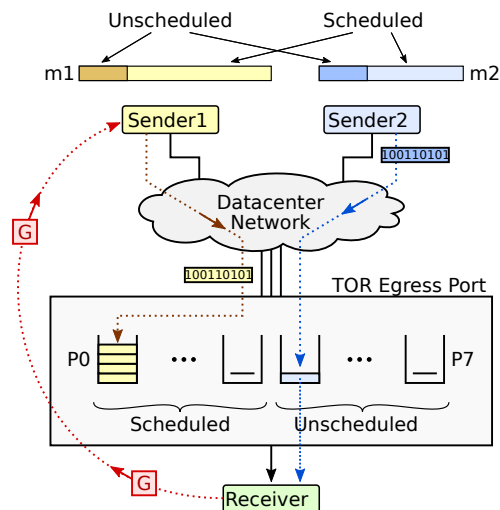 Unscheduled Scheduled
m1 m2
Sender1 Sender2
100110101
Datacenter
Network
G
100110101
TOR Egress Port
P0 ... ... P7
Scheduled Unscheduled
G
Receiver